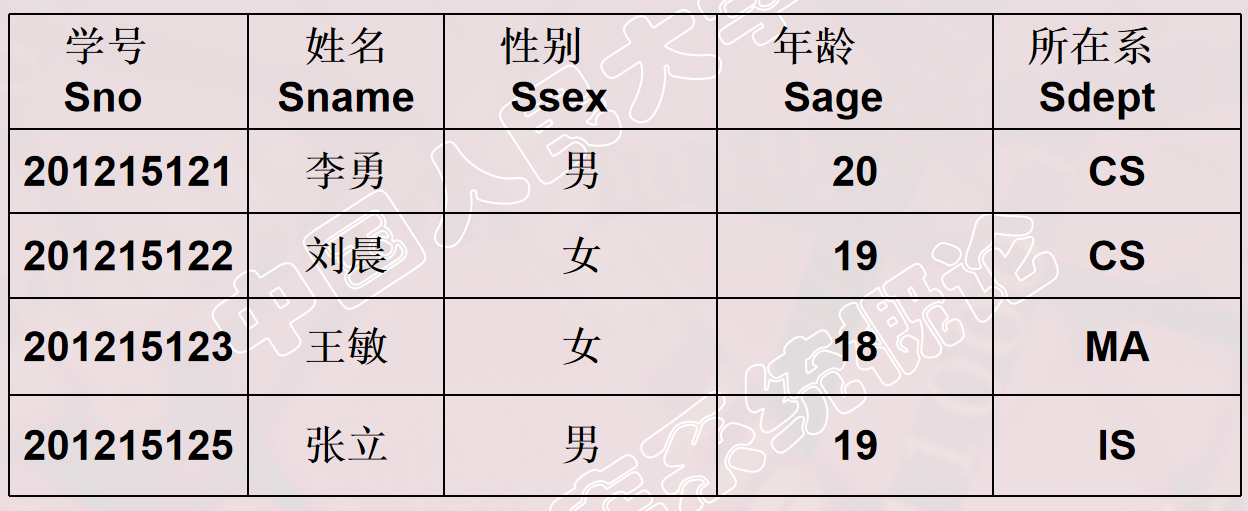 学号 姓名 性别 年龄 所在系
Sno Sname Ssex Sage Sdept
201215121 李勇 男 20 CS
201215122 刘晨 女 19 CS
201215123 王敏 女 18 MA
201215125 张立 男 19 IS
中国人民大学
库系统概论